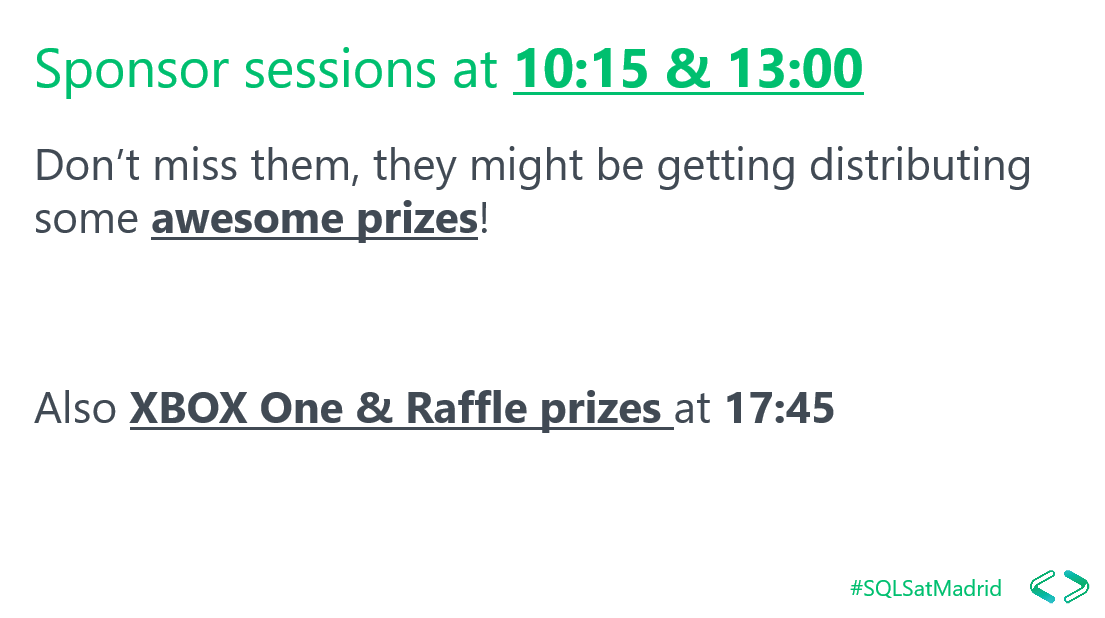 Sponsor sessions at 10:15 & 13:00
Don’t miss them, they might be getting distributing
some awesome prizes!
Also XBOX One & Raffle prizes at 17:45
#SQLSatMadrid